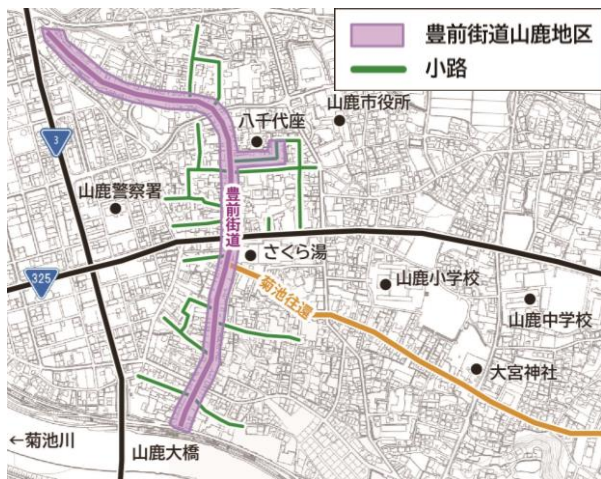 豊前街道山鹿地区
小路
山鹿市役所
八千代座
3
山鹿警察署
豊前街道
さくら湯
325
菊池往還
山鹿小学校
山鹿中学校
大宮神社
←菊池川
山鹿大橋